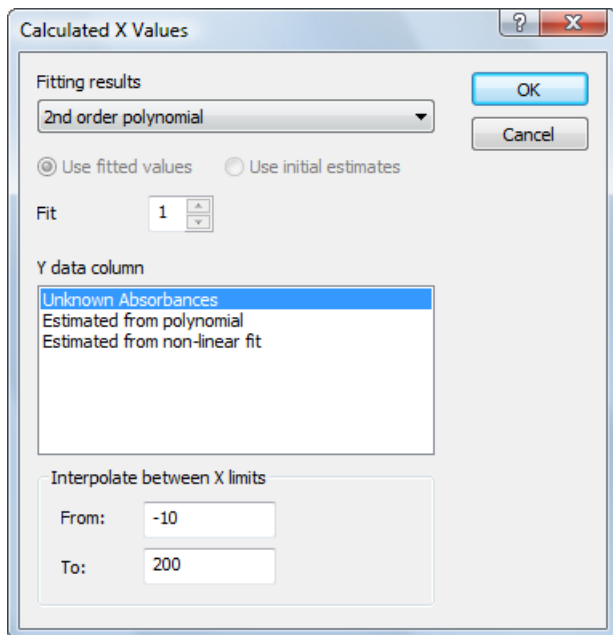 Calculated X Values
?
X
Fitting results
OK
2nd order polynomial
Cancel
Use fitted values Use initial estimates
Fit 1
Y data column
Unknown Absorbances
Estimated from polynomial
Estimated from non-linear fit
Interpolate between X limits
From: -10
To: 200